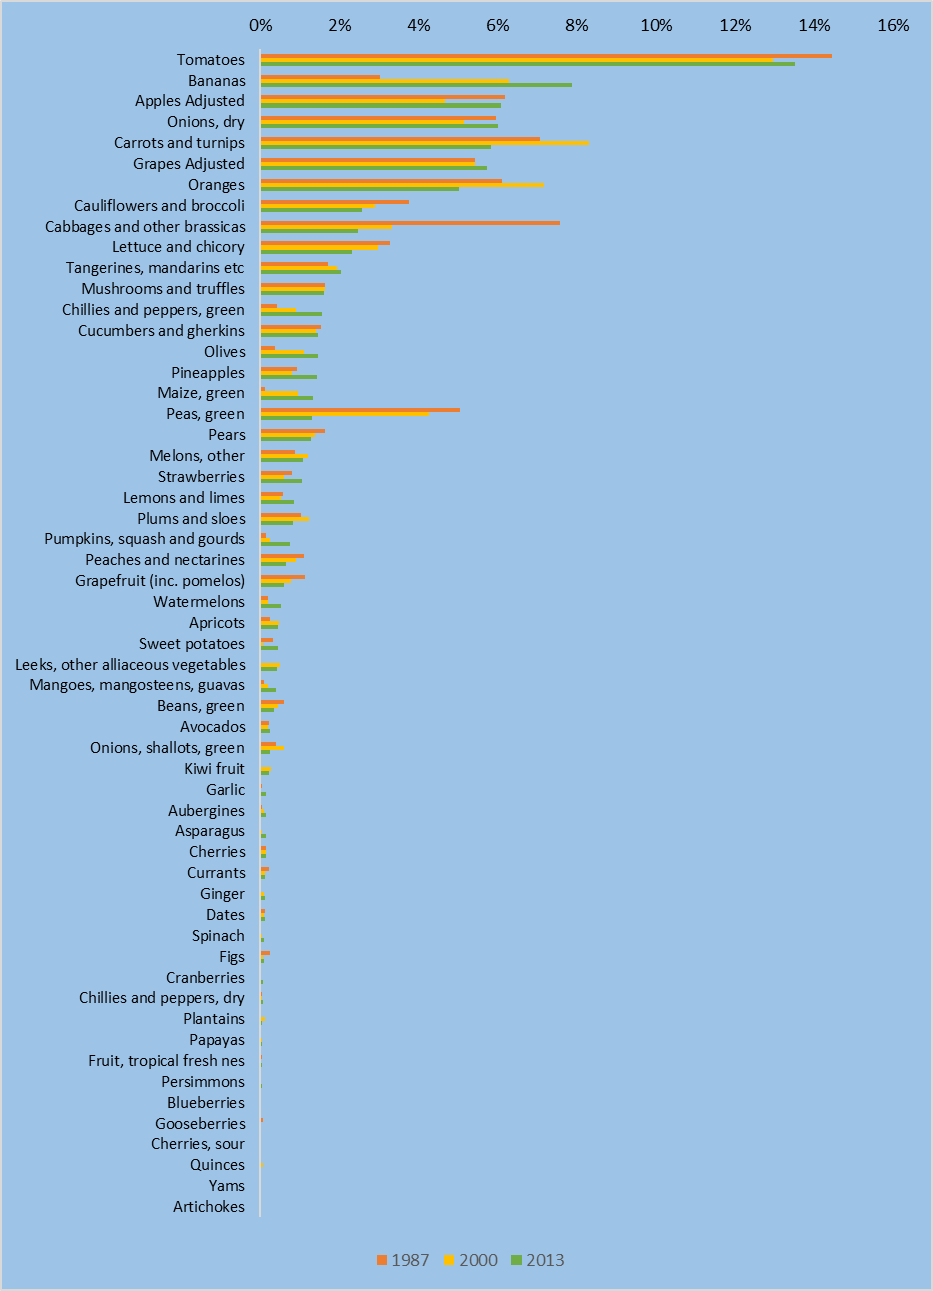 0% 2% 4% 6% 8% 10% 12% 14% 16%
Tomatoes
Bananas
Apples Adjusted
Onions, dry
Carrots and turnips
Grapes Adjusted
Oranges
Cauliflowers and broccoli
Cabbages and other brassicas
Lettuce and chicory
Tangerines, mandarins etc
Mushrooms and truffles
Chillies and peppers, green
Cucumbers and gherkins
Olives
Pineapples
Maize, green
Peas, green
Pears
Melons, other
Strawberries
Lemons and limes
Plums and sloes
Pumpkins, squash and gourds
Peaches and nectarines
Grapefruit (inc. pomelos)
Watermelons
Apricots
Sweet potatoes
Leeks, other alliaceous vegetables
Mangoes, mangosteens, guavas
Beans, green
Avocados
Onions, shallots, green
Kiwi fruit
Garlic
Aubergines
Asparagus
Cherries
Currants
Ginger
Dates
Spinach
Figs
Cranberries
Chillies and peppers, dry
Plantains
Papayas
Fruit, tropical fresh nes
Persimmons
Blueberries
Gooseberries
Cherries, sour
Quinces
Yams
Artichokes
1987 2000 2013